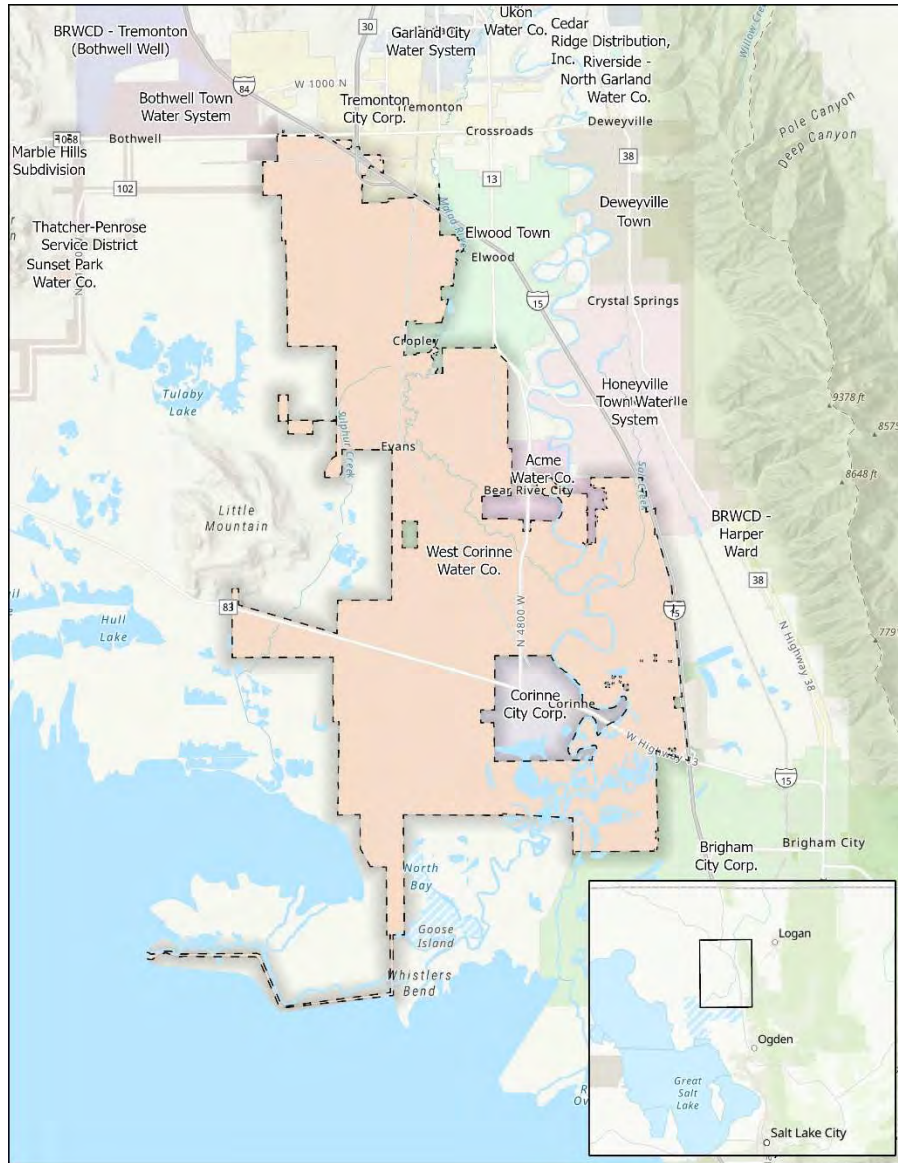 Ukon
Water Co.
BRWCD - Tremonton
(Bothwell Well)
30
Garland City
Water System
Cedar
Ridge Distribution,
Inc.
Riverside -
North Garland
Water Co.
W 1000 N
84
Bothwell Town
Water System
Tremonton
City Corp.
Tremonton
Crossroads
Deweyville
Pole Canyon
Deep Canyon
Bothwell
38
Marble Hills
Subdivision
102
13
Deweyville
Town
Malad River
Thatcher-Penrose
Service District
Sunset Park
Water Co.
Elwood Town
Elwood
15
Crystal Springs
Cropley
Tulaby
Lake
Honeyville
Town Water
System
9378 ft
8648 ft
Sulphur Creek
Evans
Acme
Water Co.
Bear River City
Little
Mountain
West Corinne
Water Co.
BRWCD -
Harper
Ward
38
83
Hull
Lake
N 4800 W
15
N Highway 38
Corinne
City Corp.
Corinne
W Highway
15
Brigham
City Corp.
Brigham City
North
Bay
Goose
Island
Whistlers
Bend
Logan
Ogden
Great
Salt
Lake
Salt Lake City